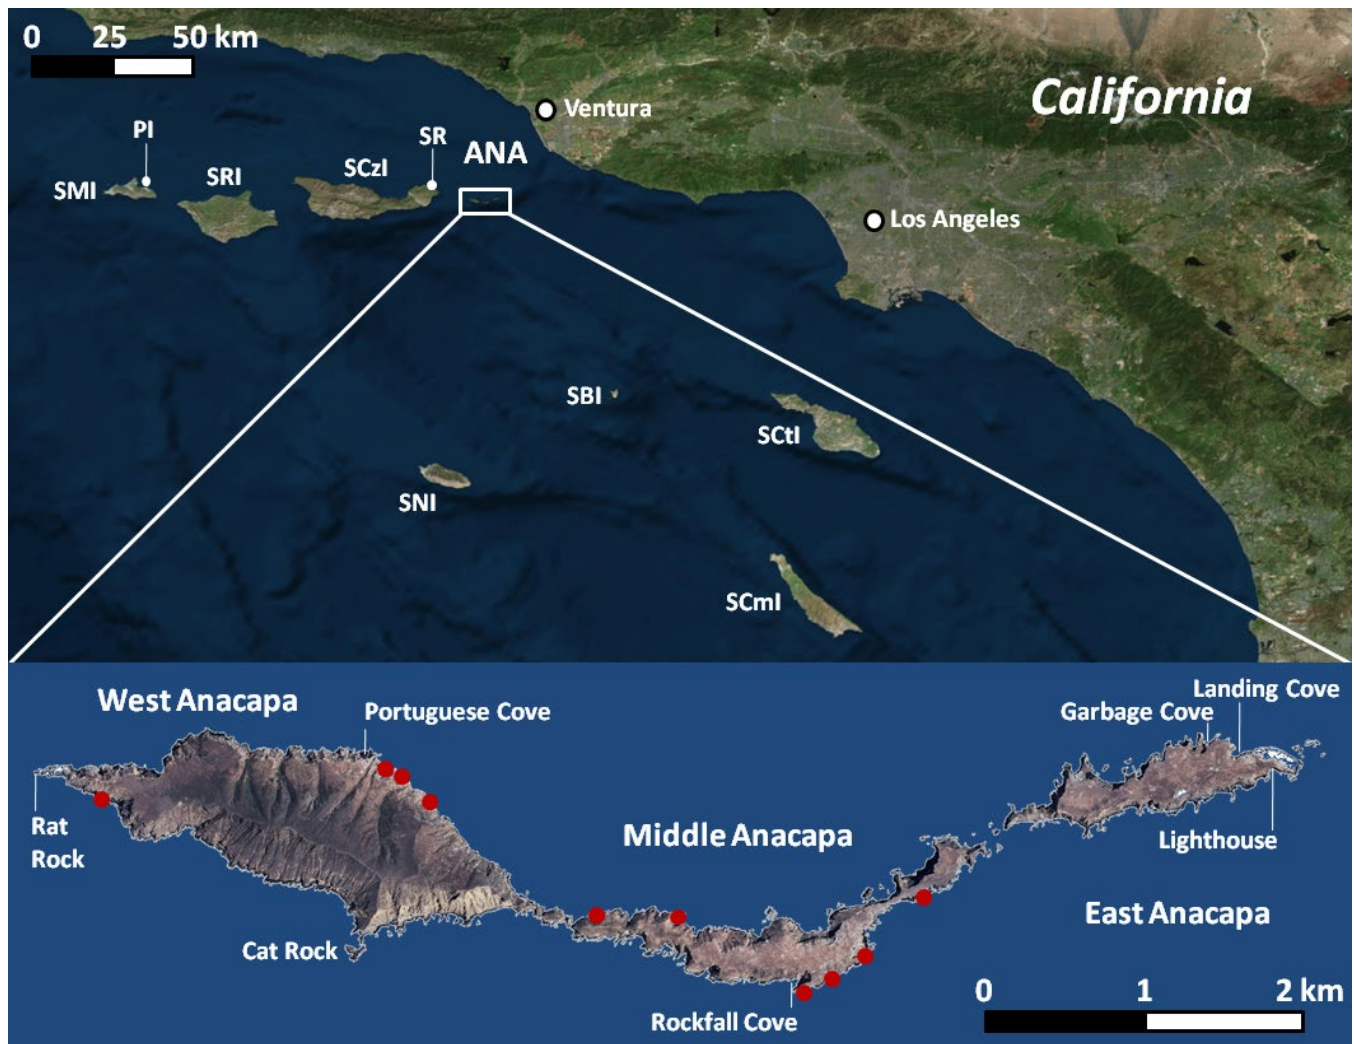 0 25 50 km
California
Ventura
PI
SR
ANA
SCzI
SRI
SMI
Los Angeles
SBI
SCtI
SNI
SCmI
West Anacapa
Portuguese Cove
Landing Cove
Garbage Cove
Rat
Rock
Middle Anacapa
Lighthouse
East Anacapa
Cat Rock
Rockfall Cove
0 1 2 km